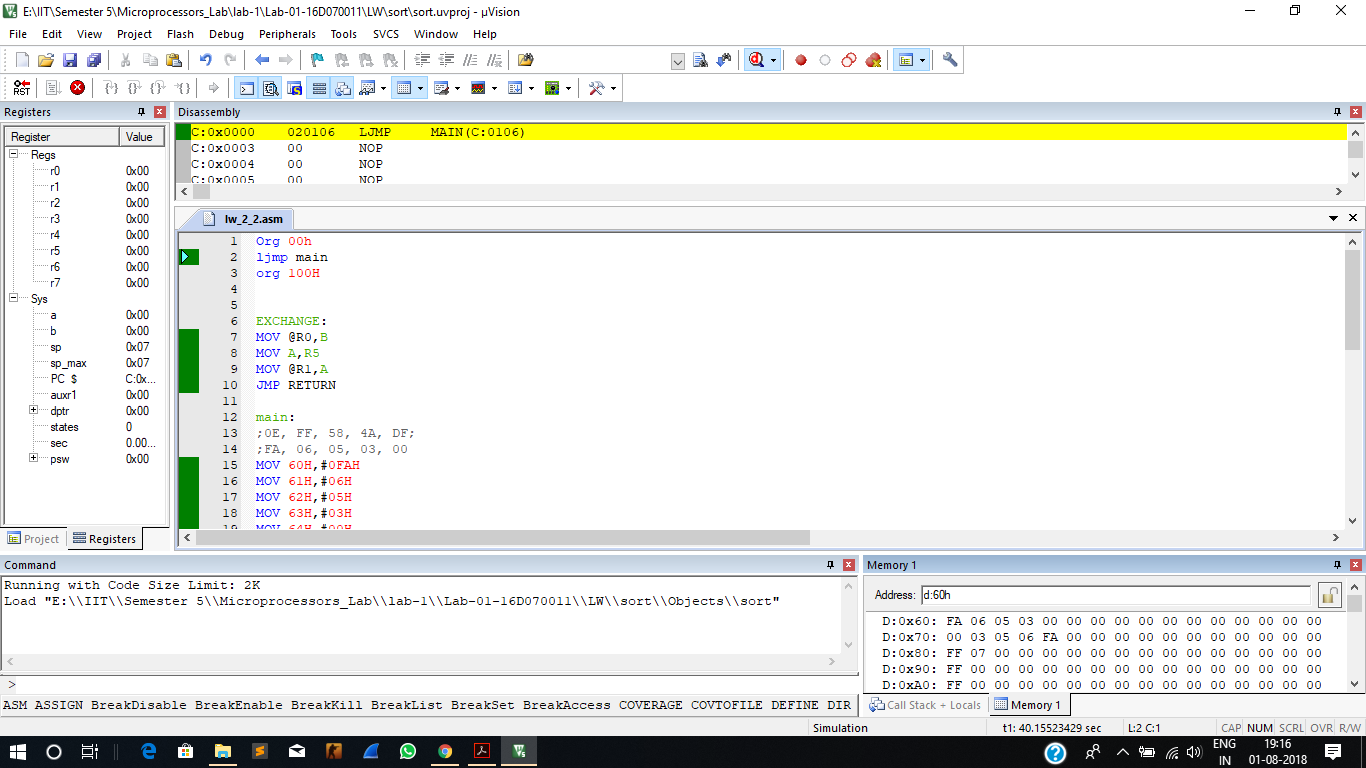 E:\IIT\Semester 5\Microprocessors_Lab\lab-1\Lab-01-16D070011\LW\sort\sort.uvproj - µVision
File Edit View Project Flash Debug Peripherals Tools SVCS Window Help
RST
Registers
Register Value
Regs
r0 0x00
r1 0x00
r2 0x00
r3 0x00
r4 0x00
r5 0x00
r6 0x00
r7 0x00
Sys
a 0x00
b 0x00
sp 0x07
sp_max 0x07
PC $ C:0x...
auxr1 0x00
dptr 0x00
states 0
sec 0.00...
psw 0x00
Project Registers
Disassembly
C:0x0000 020106 LJMP MAIN(C:0106)
C:0x0003 00 NOP
C:0x0004 00 NOP
C:0x0005 00 NOP
lw_2_2.asm
1 Org 00h
2 ljmp main
3 org 100H
4
5
6 EXCHANGE:
7 MOV @R0,B
8 MOV A,R5
9 MOV @R1,A
10 JMP RETURN
11
12 main:
13 ;0E, FF, 58, 4A, DF;
14 ;FA, 06, 05, 03, 00
15 MOV 60H,#0FAH
16 MOV 61H,#06H
17 MOV 62H,#05H
18 MOV 63H,#03H
19 MOV 64H,#00H
Command
Running with Code Size Limit: 2K
Load "E:\\IIT\\Semester 5\\Microprocessors_Lab\\lab-1\\Lab-01-16D070011\\LW\\sort\\Objects\\sort"
>
ASM ASSIGN BreakDisable BreakEnable BreakKill BreakList BreakSet BreakAccess COVERAGE COVTOFILE DEFINE DIR
Memory 1
Address: d:60h
D:0x60: FA 06 05 03 00 00 00 00 00 00 00 00 00 00 00 00
D:0x70: 00 03 05 06 FA 00 00 00 00 00 00 00 00 00 00 00
D:0x80: FF 07 00 00 00 00 00 00 00 00 00 00 00 00 00 00
D:0x90: FF 00 00 00 00 00 00 00 00 00 00 00 00 00 00 00
D:0xA0: FF 00 00 00 00 00 00 00 00 00 00 00 00 00 00 00
Call Stack + Locals Memory 1
Simulation t1: 40.15523429 sec L:2 C:1 CAP NUM SCRL OVR R/W
ENG
IN
19:16
01-08-2018